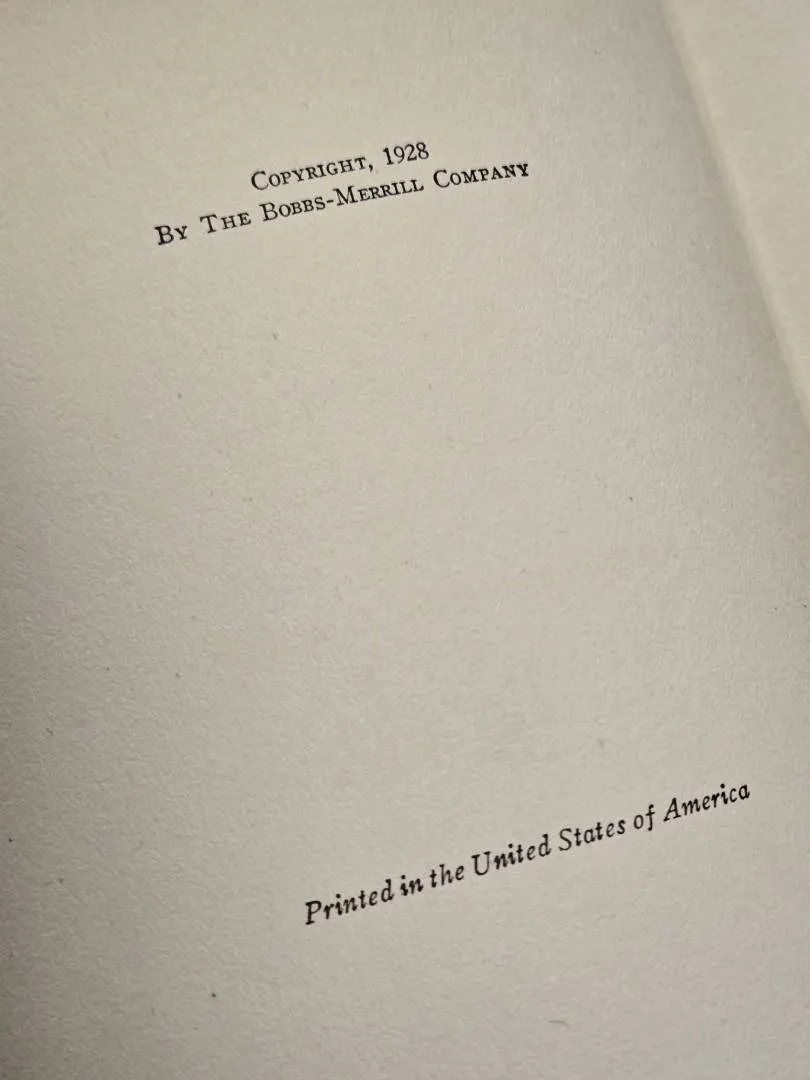 Copyright, 1928
By The Bobbs-Merrill Company
Printed in the United States of America